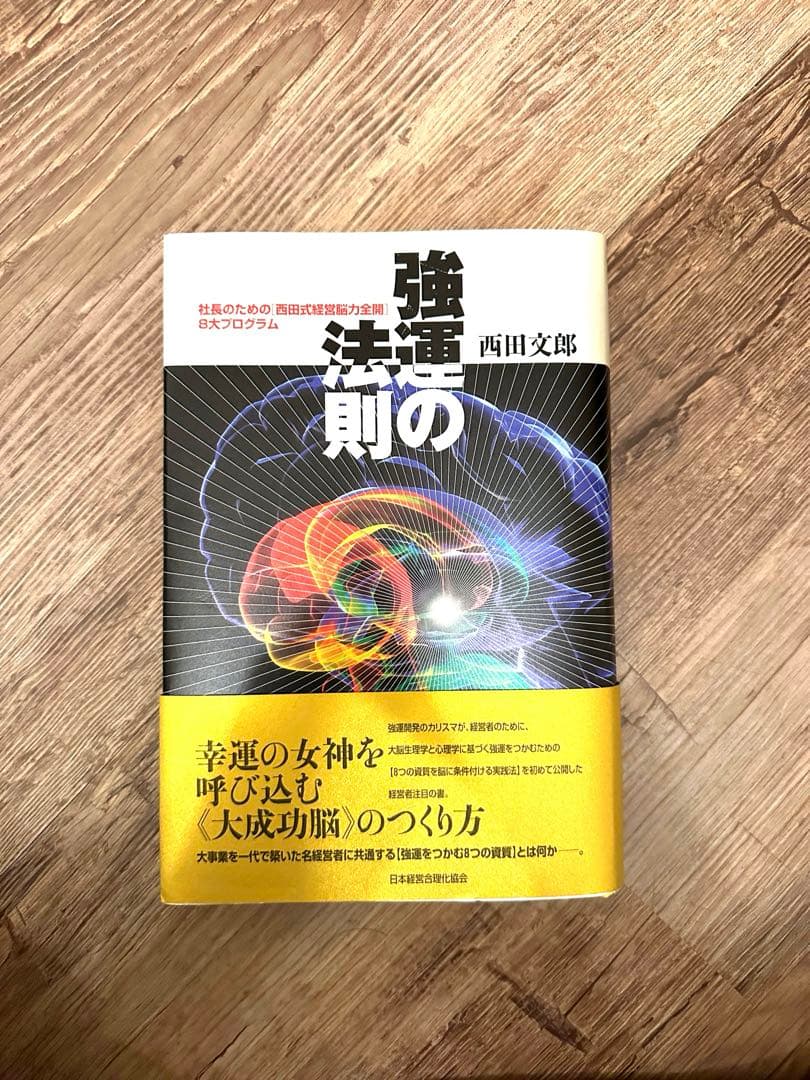 社長のための[西田式経営脳力全開]
8大プログラム
強運の
法則
西田文郎
幸運の女神を
呼び込む
《大成功脳》のつくり方
強運開発のカリスマが、経営者のために、
大脳生理学と心理学に基づく強運をつかむための
【8つの資質を脳に条件付ける実践法】を初めて公開した
経営者注目の書。
大事業を一代で築いた名経営者に共通する【強運をつかむ8つの資質】とは何か──。
日本経営合理化協会